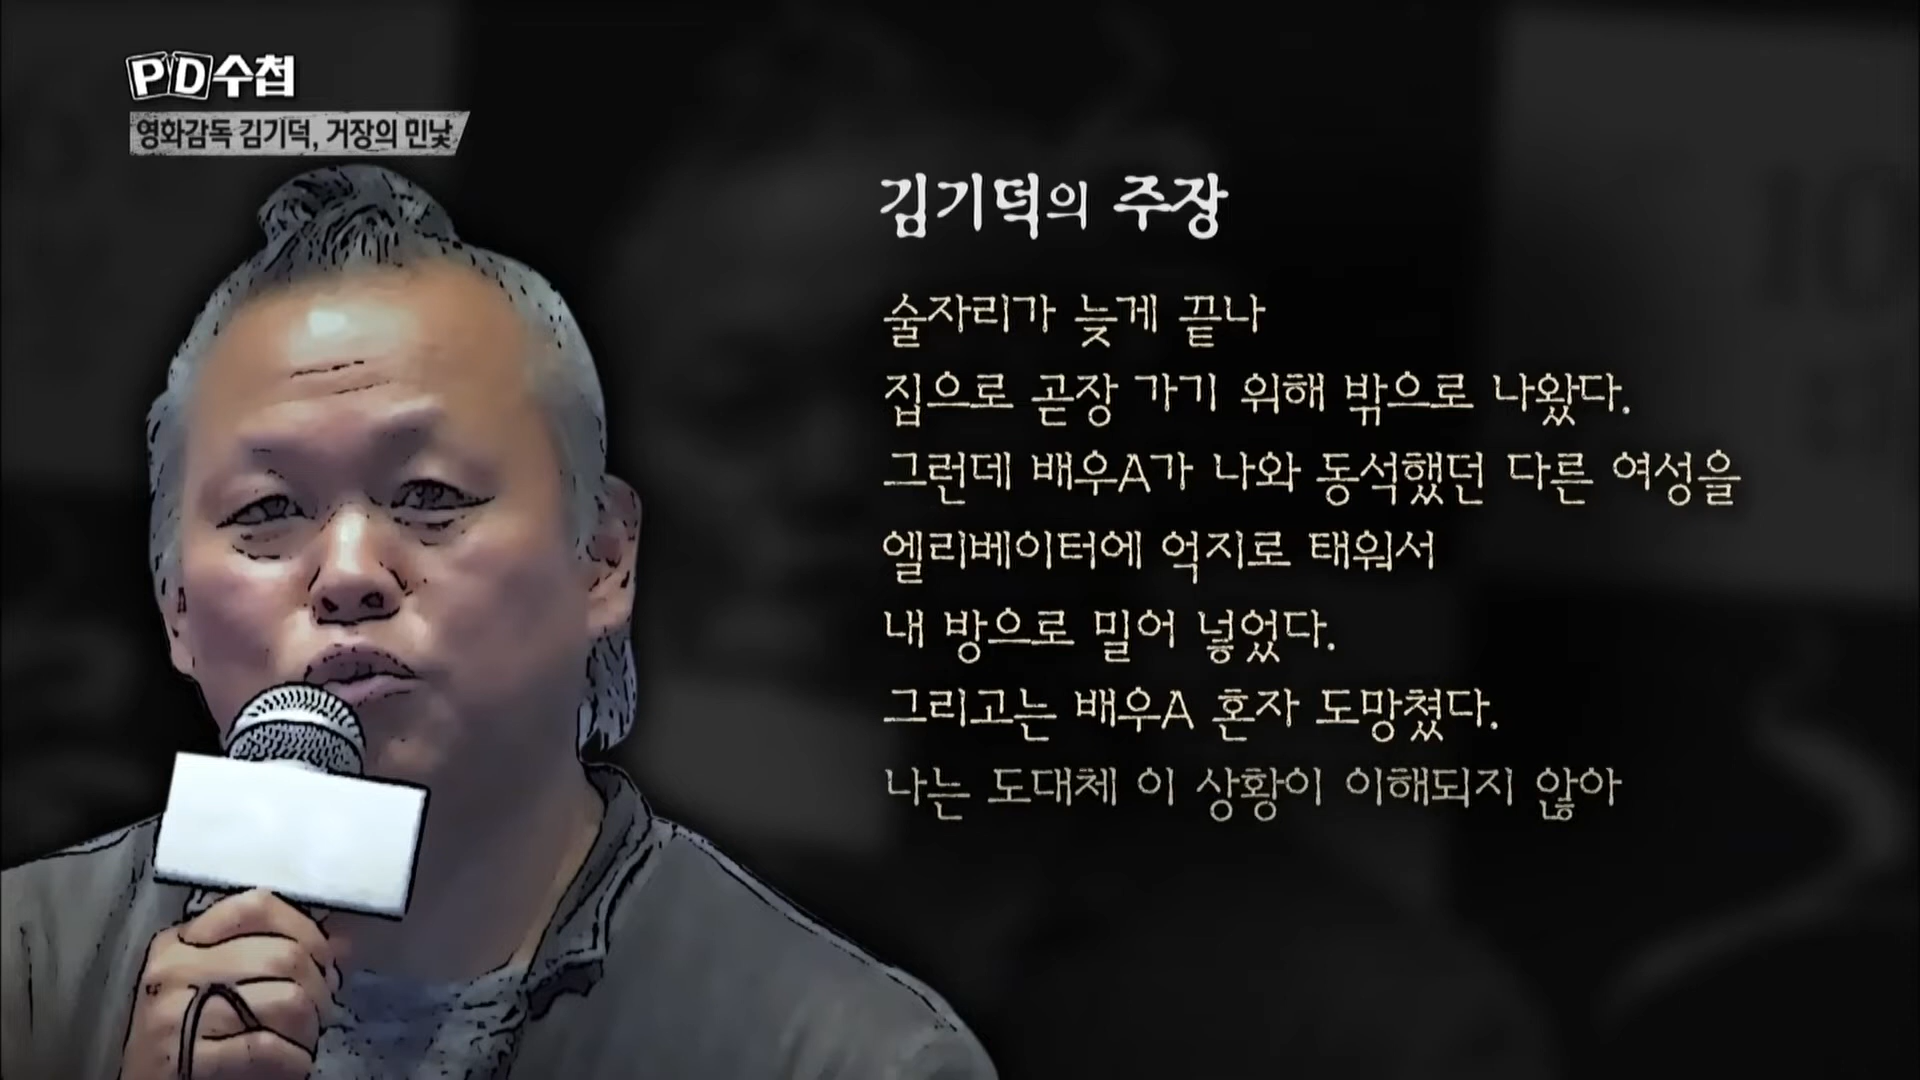 PD수첩
영화감독 김기덕, 거장의 민낯
김기덕의 주장
술자리가 늦게 끝나
집으로 곧장 가기 위해 밖으로 나왔다.
그런데 배우A가 나와 동석했던 다른 여성을
엘리베이터에 억지로 태워서
내 방으로 밀어 넣었다.
그리고는 배우A 혼자 도망쳤다.
나는 도대체 이 상황이 이해되지 않아